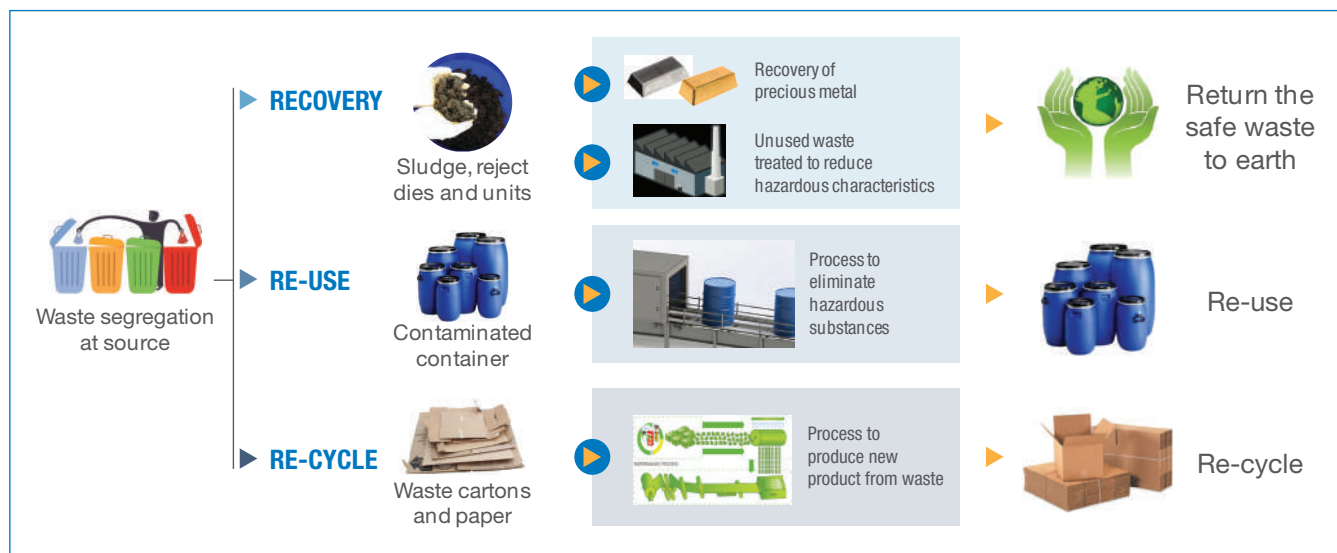 Waste segregation
at source
RECOVERY
Sludge, reject
dies and units
Recovery of
precious metal
Unused waste
treated to reduce
hazardous characteristics
Return the
safe waste
to earth
RE-USE
Contaminated
container
Process to
eliminate
hazardous
substances
Re-use
RE-CYCLE
Waste cartons
and paper
Process to
produce new
product from waste
Re-cycle